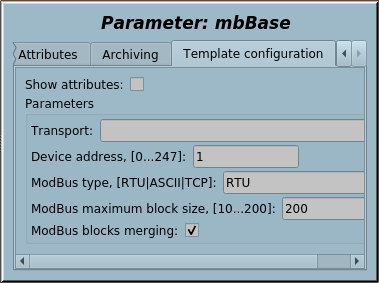 Parameter: mbBase
Attributes Archiving Template configuration
Show attributes:
Parameters
Transport:
Device address, [0...247]: 1
ModBus type, [RTU|ASCII|TCP]: RTU
ModBus maximum block size, [10...200]: 200
ModBus blocks merging: